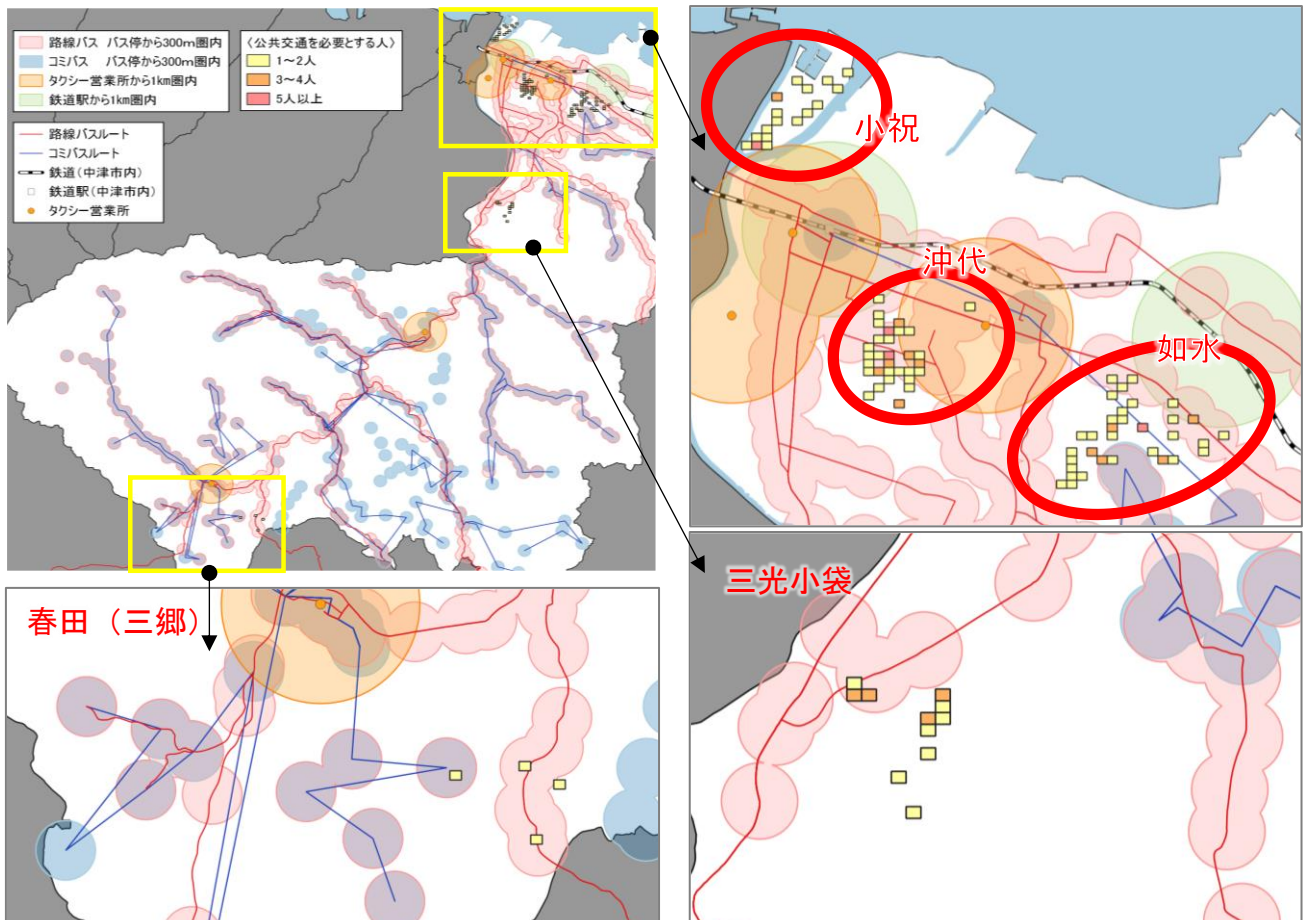 路線バス バス停から300m圏内
コミバス バス停から300m圏内
タクシー営業所から1km圏内
鉄道駅から1km圏内
〈公共交通を必要とする人〉
1～2人
3～4人
5人以上
路線バスルート
コミバスルート
鉄道(中津市内)
鉄道駅(中津市内)
タクシー営業所
小祝
沖代
如水
春田（三郷）
三光小袋